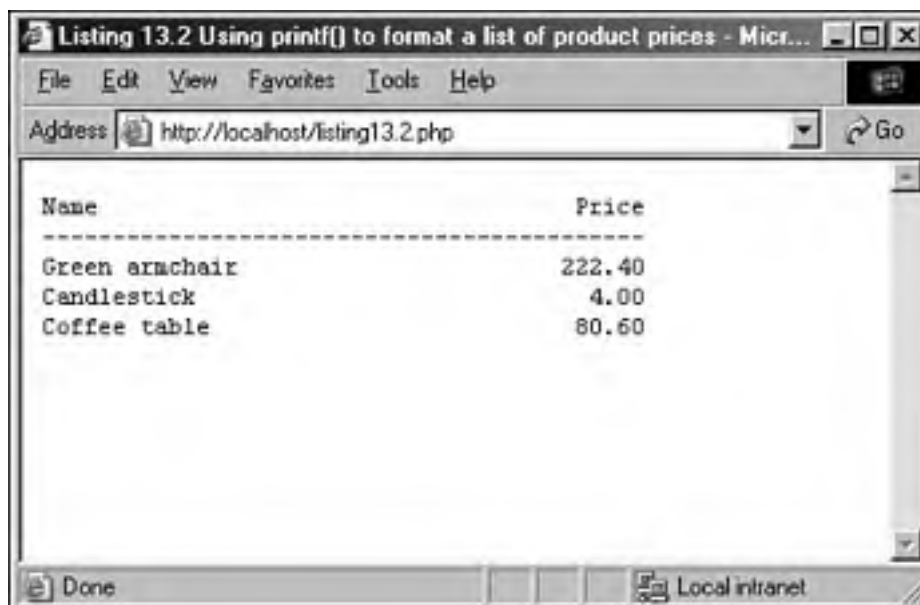 Listing 13.2 Using printf() to format a list of product prices - Micr...
File Edit View Favorites Tools Help
Address http://localhost/listing13.2.php Go
Name Price
-------------------------------------------
Green armchair 222.40
Candlestick 4.00
Coffee table 80.60
Done Local intranet